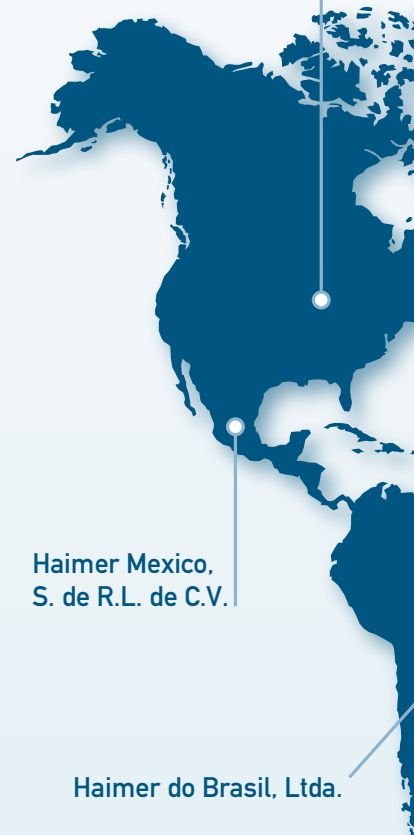 Haimer Mexico,
S. de R.L. de C.V.
Haimer do Brasil, Ltda.